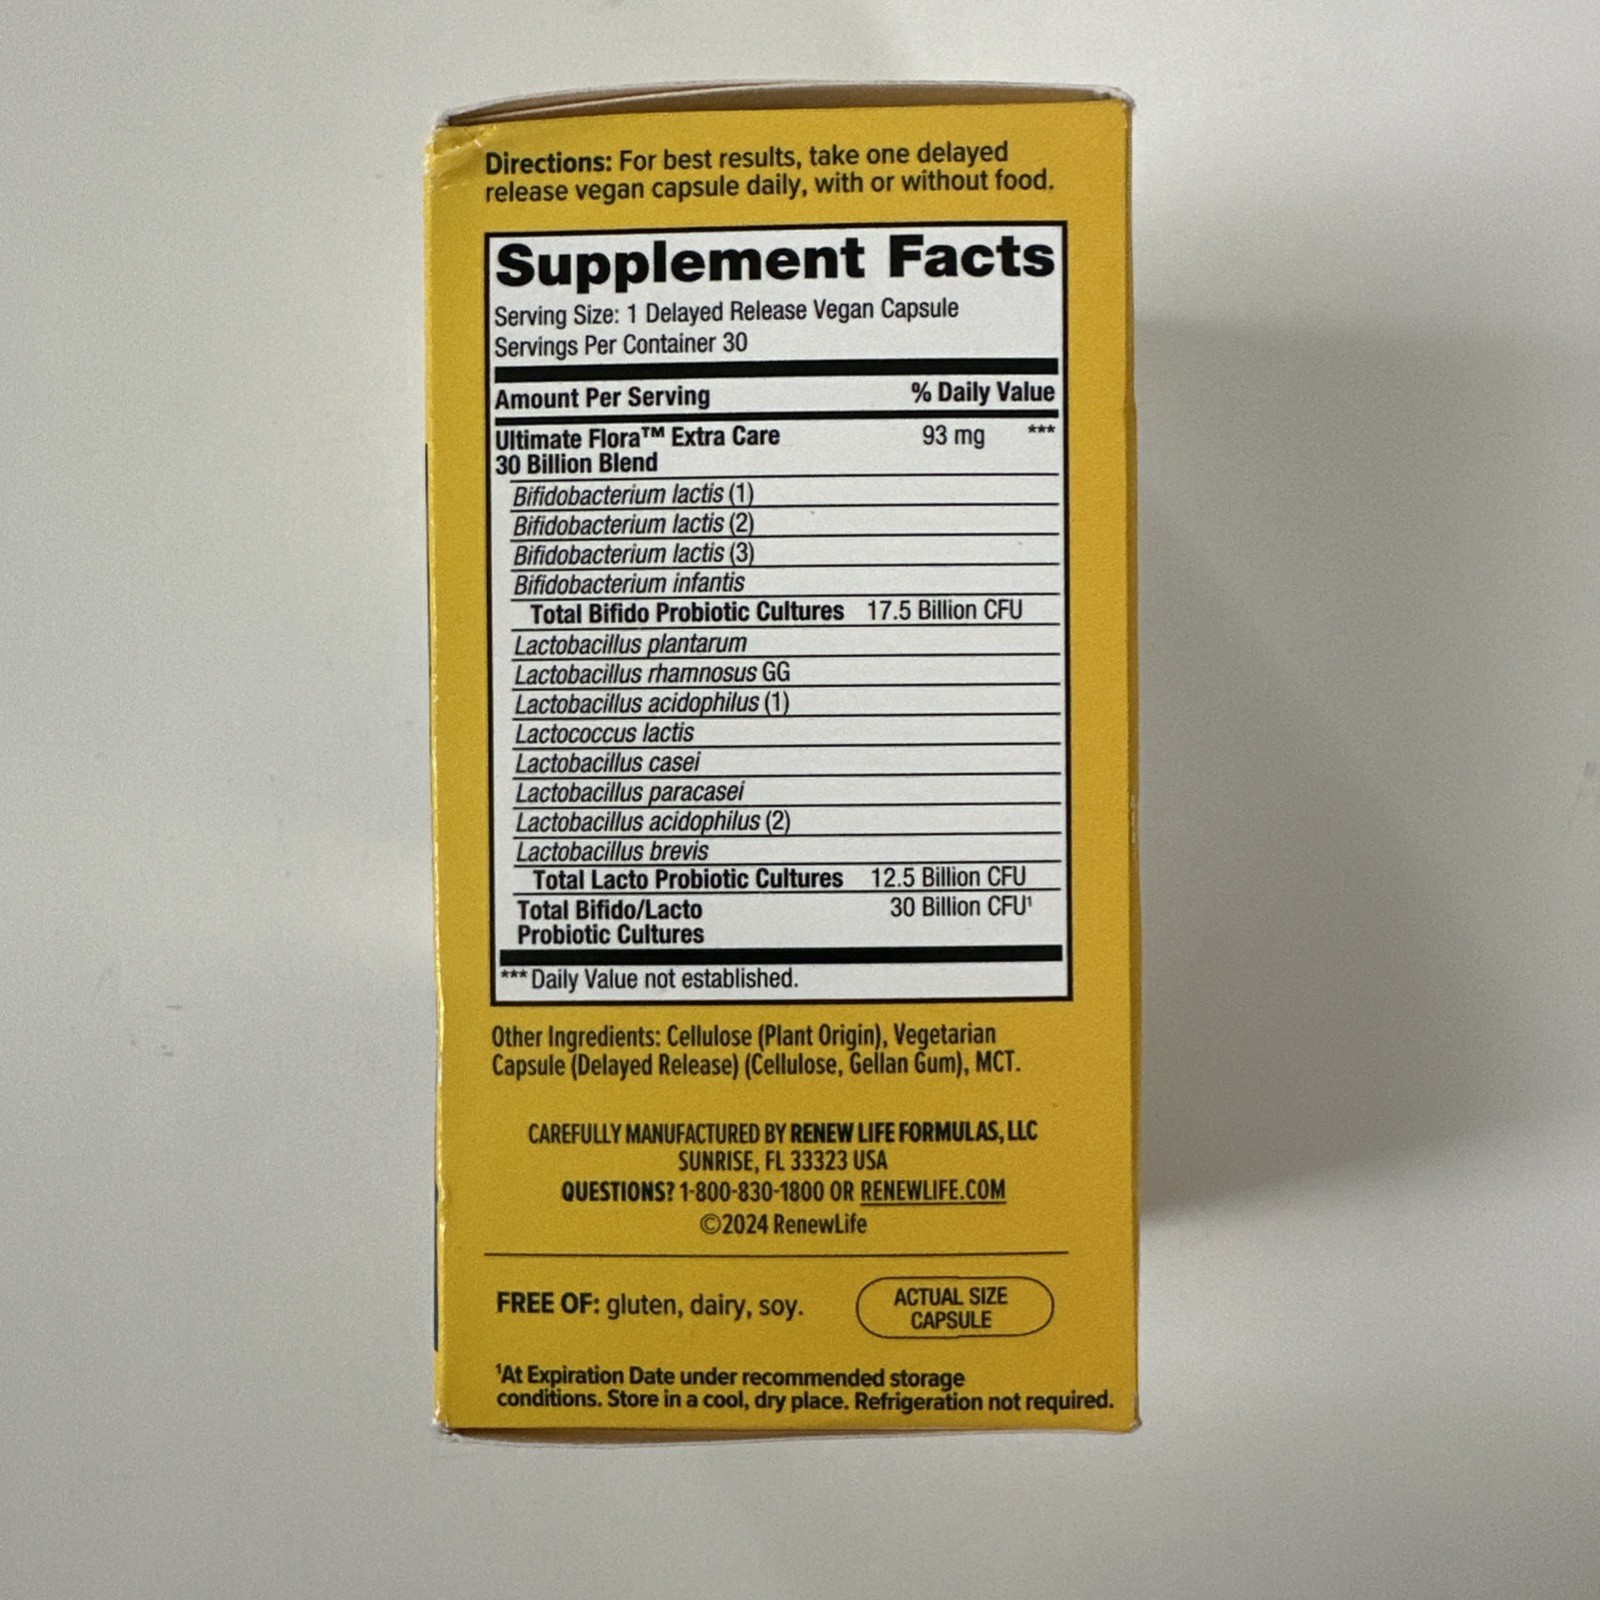 Directions: For best results, take one delayed
release vegan capsule daily, with or without food.
Supplement Facts
Serving Size: 1 Delayed Release Vegan Capsule
Servings Per Container 30
Amount Per Serving % Daily Value
Ultimate Flora™ Extra Care 93 mg ***
30 Billion Blend
Bifidobacterium lactis (1)
Bifidobacterium lactis (2)
Bifidobacterium lactis (3)
Bifidobacterium infantis
Total Bifido Probiotic Cultures 17.5 Billion CFU
Lactobacillus plantarum
Lactobacillus rhamnosus GG
Lactobacillus acidophilus (1)
Lactococcus lactis
Lactobacillus casei
Lactobacillus paracasei
Lactobacillus acidophilus (2)
Lactobacillus brevis
Total Lacto Probiotic Cultures 12.5 Billion CFU
Total Bifido/Lacto 30 Billion CFU¹
Probiotic Cultures
*** Daily Value not established.
Other Ingredients: Cellulose (Plant Origin), Vegetarian
Capsule (Delayed Release) (Cellulose, Gellan Gum), MCT.
CAREFULLY MANUFACTURED BY RENEW LIFE FORMULAS, LLC
SUNRISE, FL 33323 USA
QUESTIONS? 1-800-830-1800 OR RENEWLIFE.COM
©2024 RenewLife
FREE OF: gluten, dairy, soy.
ACTUAL SIZE
CAPSULE
¹At Expiration Date under recommended storage
conditions. Store in a cool, dry place. Refrigeration not required.